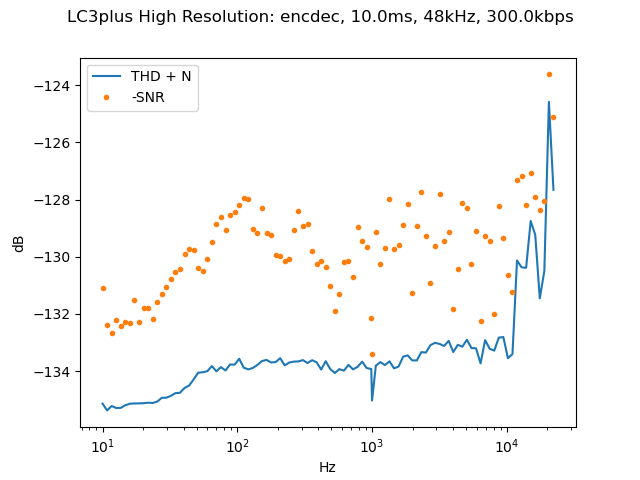 LC3plus High Resolution: encdec, 10.0ms, 48kHz, 300.0kbps
THD + N
-SNR
−124
−126
−128
−130
−132
−134
dB
10¹
10²
10³
10⁴
Hz